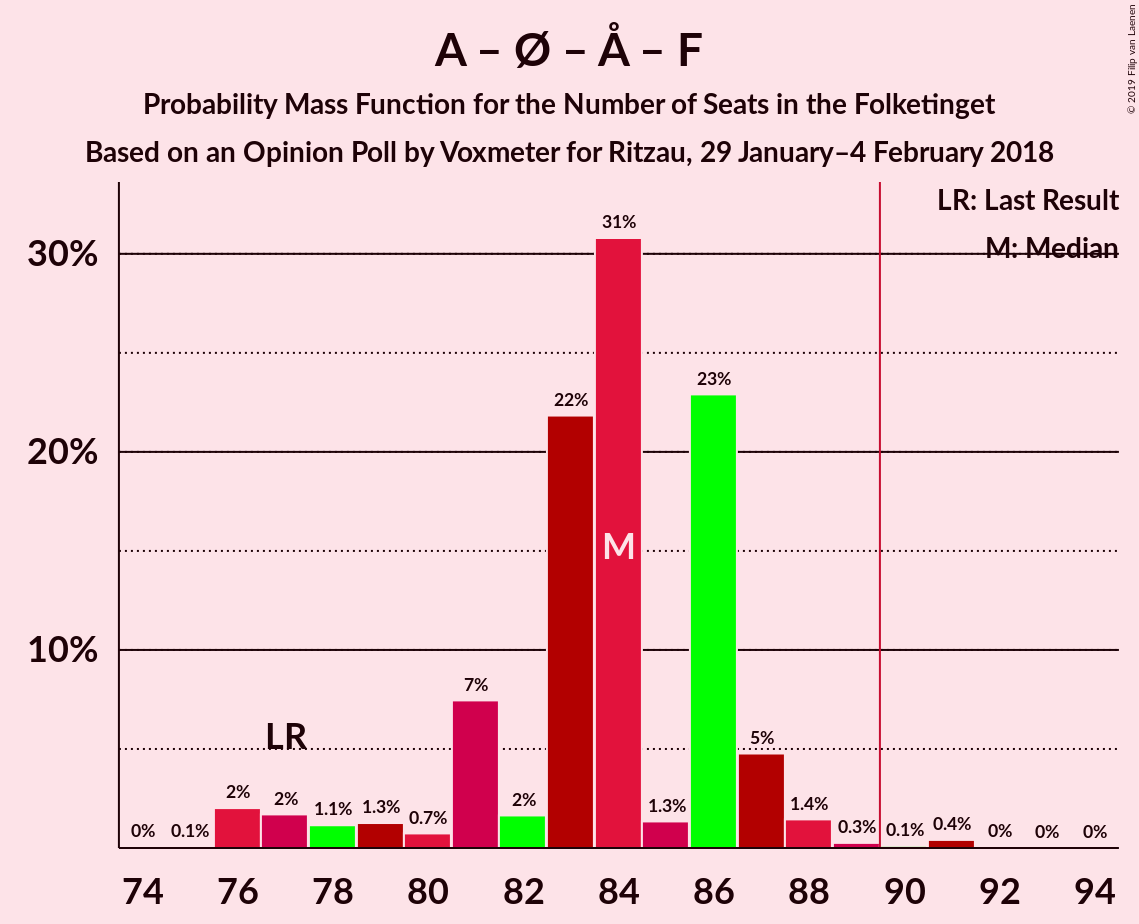 A – Ø – Å – F
Probability Mass Function for the Number of Seats in the Folketinget
Based on an Opinion Poll by Voxmeter for Ritzau, 29 January–4 February 2018
© 2019 Filip van Laenen
LR: Last Result
M: Median
30%
20%
10%
0%
0.1%
2%
2%
1.1%
1.3%
0.7%
7%
2%
22%
31%
1.3%
23%
5%
1.4%
0.3%
0.1%
0.4%
0%
0%
0%
LR
M
74 76 78 80 82 84 86 88 90 92 94